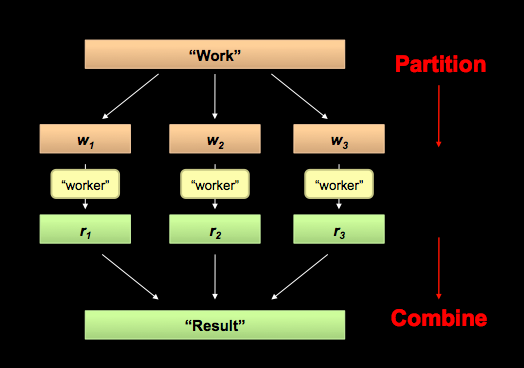 “Work”
Partition
w1 w2 w3
“worker” “worker” “worker”
r1 r2 r3
“Result”
Combine